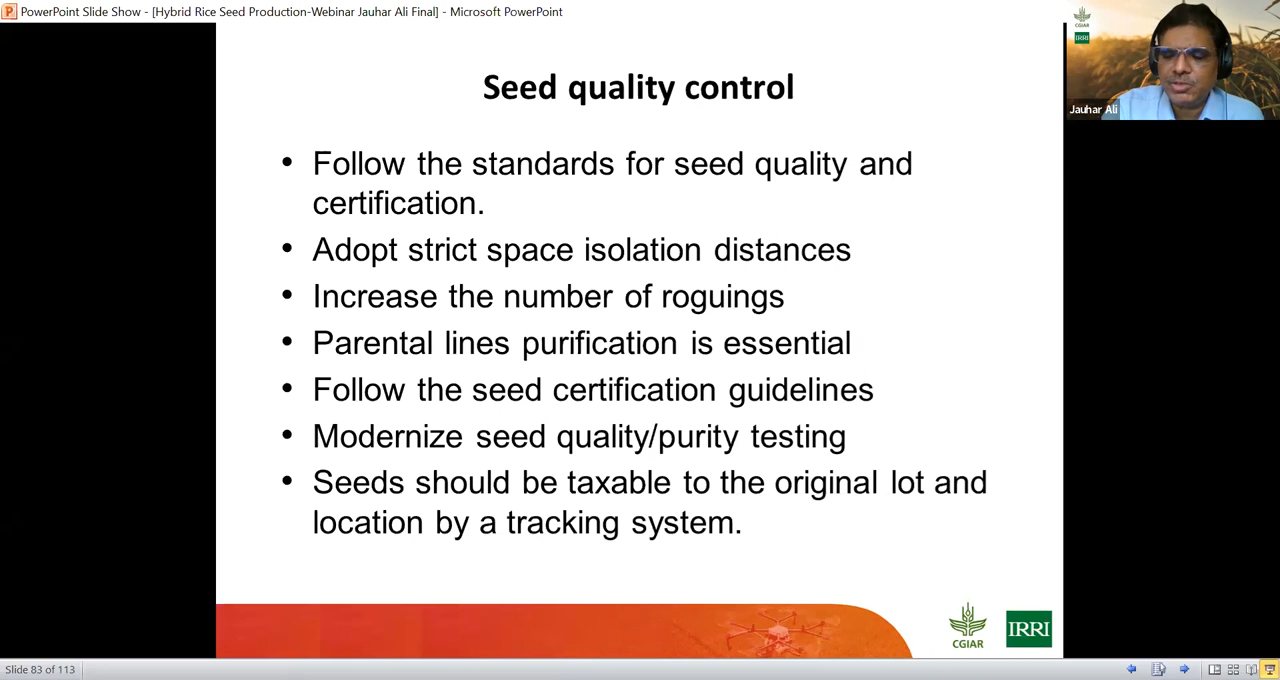 PowerPoint Slide Show - [Hybrid Rice Seed Production-Webinar Jauhar Ali Final] - Microsoft PowerPoint
CGIAR
IRRI
Jauhar Ali
Seed quality control
• Follow the standards for seed quality and
certification.
• Adopt strict space isolation distances
• Increase the number of roguings
• Parental lines purification is essential
• Follow the seed certification guidelines
• Modernize seed quality/purity testing
• Seeds should be taxable to the original lot and
location by a tracking system.
CGIAR
IRRI
Slide 83 of 113